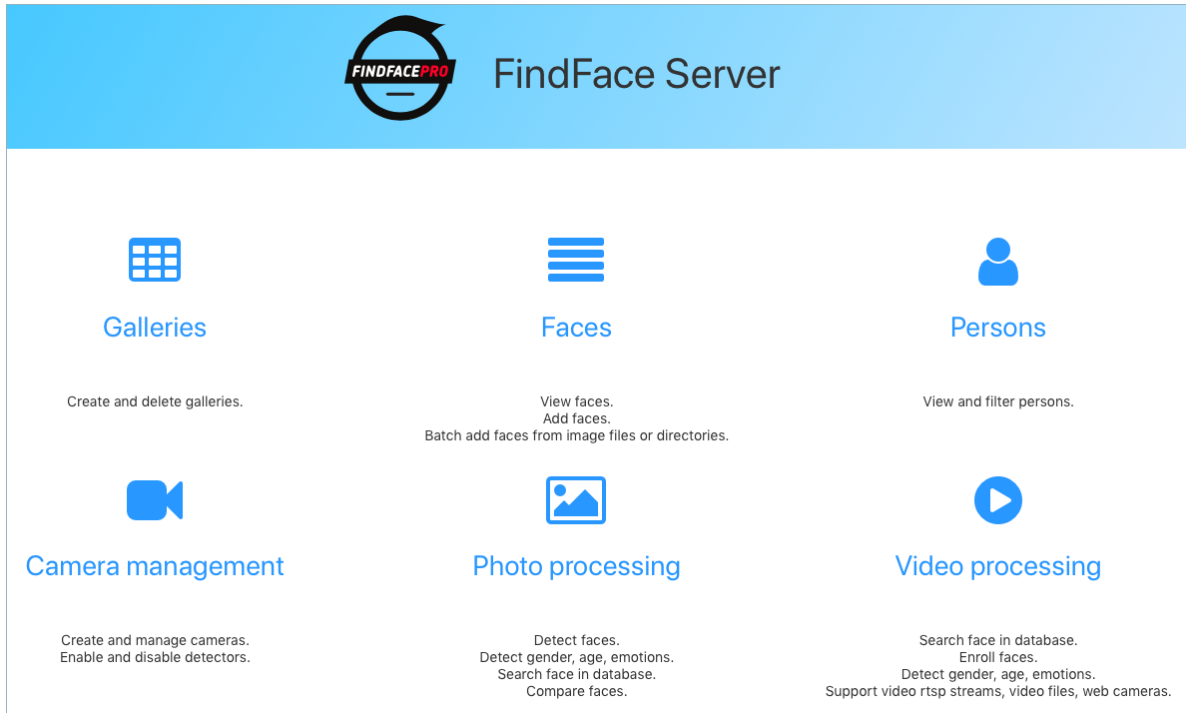 FINDFACEPRO
FindFace Server
Galleries
Faces
Persons
Create and delete galleries.
View faces.
Add faces.
Batch add faces from image files or directories.
View and filter persons.
Camera management
Photo processing
Video processing
Create and manage cameras.
Enable and disable detectors.
Detect faces.
Detect gender, age, emotions.
Search face in database.
Compare faces.
Search face in database.
Enroll faces.
Detect gender, age, emotions.
Support video rtsp streams, video files, web cameras.